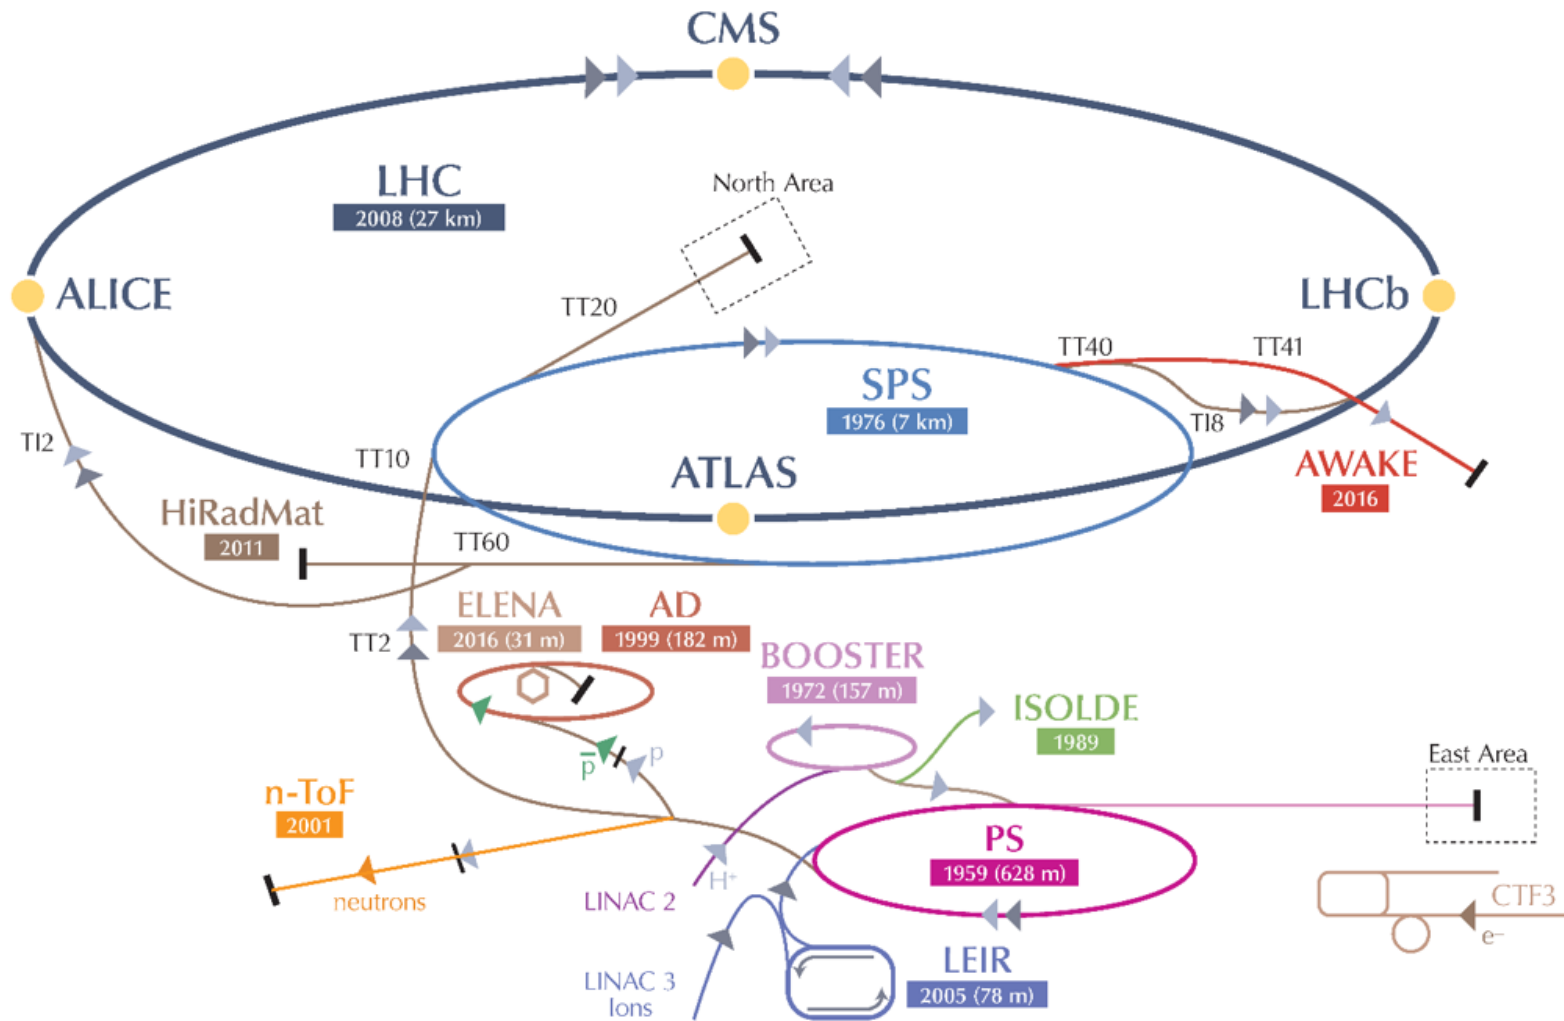 CMS
LHC
2008 (27 km)
North Area
ALICE
LHCb
TT20
TT40
TT41
SPS
1976 (7 km)
TI8
TI2
TT10
ATLAS
AWAKE
2016
HiRadMat
2011
TT60
ELENA
2016 (31 m)
AD
1999 (182 m)
TT2
BOOSTER
1972 (157 m)
ISOLDE
1989
p
p̅
East Area
n-ToF
2001
PS
1959 (628 m)
H⁺
neutrons
LINAC 2
CTF3
e⁻
LEIR
2005 (78 m)
LINAC 3
Ions